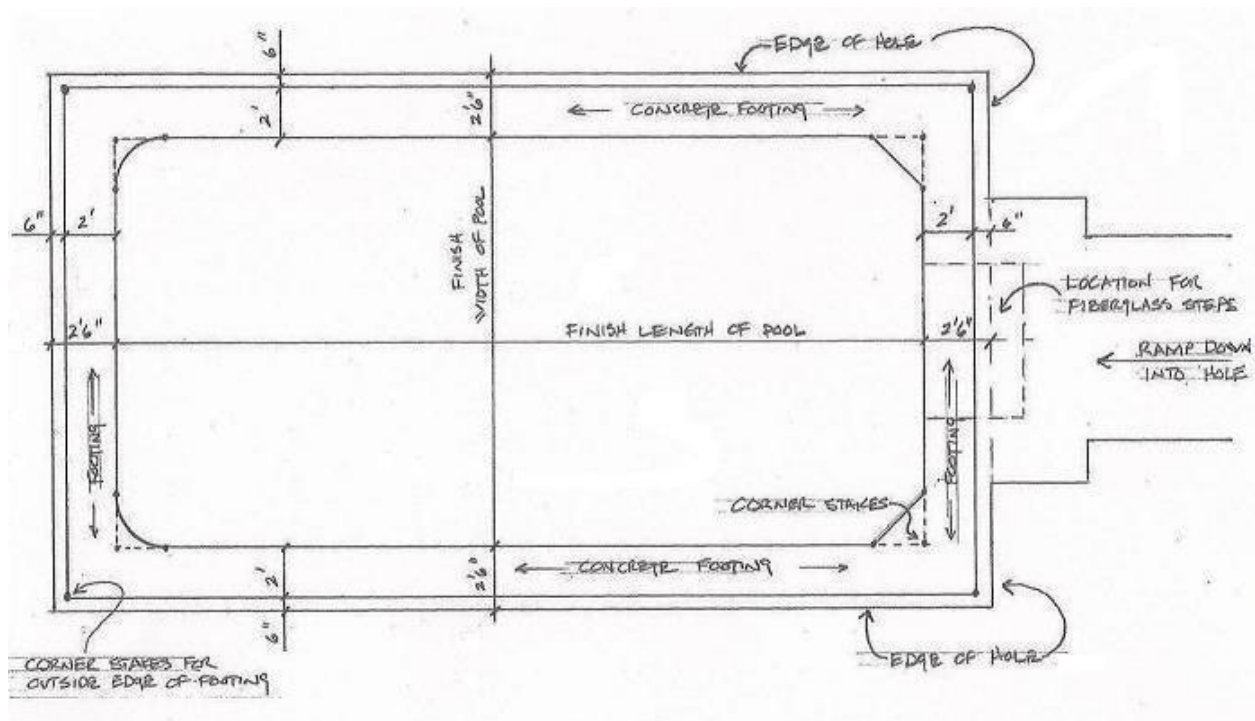 6"
EDGE OF HOLE
2'
2'6"
CONCRETE FOOTING
6"
2'
FINISH
WIDTH OF POOL
2'
6"
LOCATION FOR
FIBERGLASS STEPS
2'6"
FINISH LENGTH OF POOL
2'6"
RAMP DOWN
INTO HOLE
FOOTING
FOOTING
CORNER STAKES
2'
2'6"
CONCRETE FOOTING
6"
EDGE OF HOLE
CORNER STAKES FOR
OUTSIDE EDGE OF FOOTING